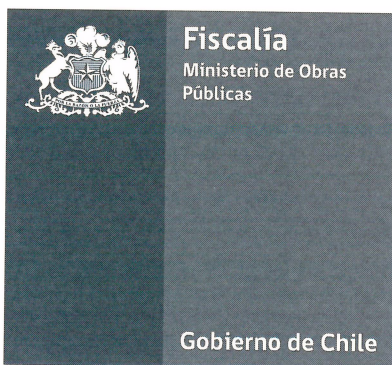 Fiscalía
Ministerio de Obras
Públicas
Gobierno de Chile